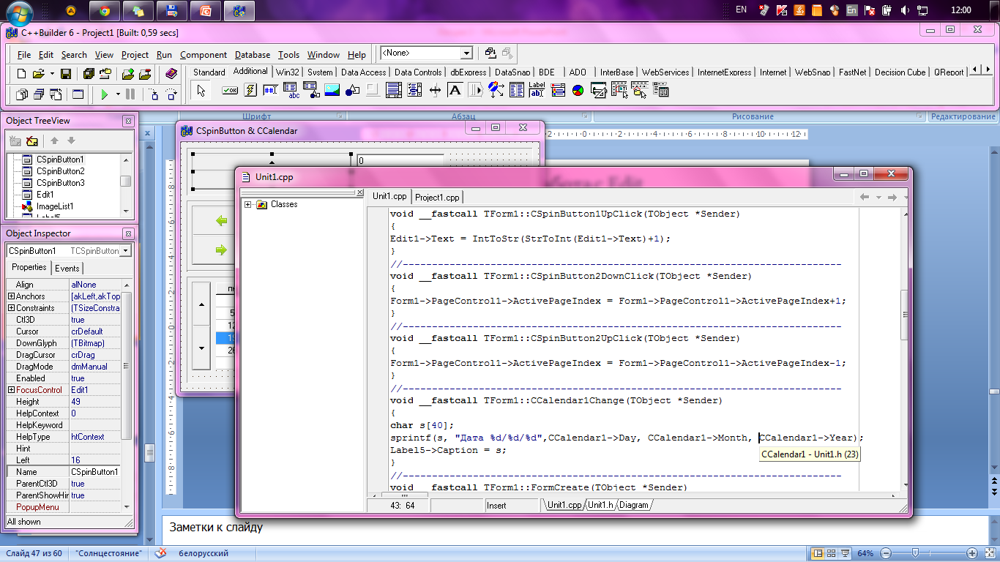 EN
En
12:00
C++Builder 6 - Project1 [Built: 0,59 secs]
File Edit Search View Project Run Component Database Tools Window Help
<None>
Standard Additional Win32 System Data Access Data Controls dbExpress DataSnap BDE ADO InterBase WebServices InternetExpress Internet WebSnap FastNet Decision Cube QReport
Шрифт Абзац Рисование Редактирование
Object TreeView
CSpinButton1
CSpinButton2
CSpinButton3
Edit1
ImageList1
Label5
Object Inspector
CSpinButton1 TCSpinButton
Properties Events
Align alNone
Anchors [akLeft,akTop
Constraints (TSizeConstra
Ctl3D true
Cursor crDefault
DownGlyph (TBitmap)
DragCursor crDrag
DragMode dmManual
Enabled true
FocusControl Edit1
Height 49
HelpContext 0
HelpKeyword
HelpType htContext
Hint
Left 16
Name CSpinButton1
ParentCtl3D true
ParentShowHin true
PopupMenu
All shown
CSpinButton & CCalendar
0
2 0 2 4 6 8 10 12
Unit1.cpp
Classes
Unit1.cpp Project1.cpp
void __fastcall TForm1::CSpinButton1UpClick(TObject *Sender)
{
Edit1->Text = IntToStr(StrToInt(Edit1->Text)+1);
}
//---------------------------------------------------------------------------
void __fastcall TForm1::CSpinButton2DownClick(TObject *Sender)
{
Form1->PageControl1->ActivePageIndex = Form1->PageControl1->ActivePageIndex+1;
}
//---------------------------------------------------------------------------
void __fastcall TForm1::CSpinButton2UpClick(TObject *Sender)
{
Form1->PageControl1->ActivePageIndex = Form1->PageControl1->ActivePageIndex-1;
}
//---------------------------------------------------------------------------
void __fastcall TForm1::CCalendar1Change(TObject *Sender)
{
char s[40];
sprintf(s, "Дата %d/%d/%d",CCalendar1->Day, CCalendar1->Month, CCalendar1->Year);
Label5->Caption = s;
}
//---------------------------------------------------------------------------
void __fastcall TForm1::FormCreate(TObject *Sender)
CCalendar1 - Unit1.h (23)
43: 64 Insert Unit1.cpp Unit1.h Diagram
Заметки к слайду
Слайд 47 из 60 "Солнцестояние" белорусский 64%